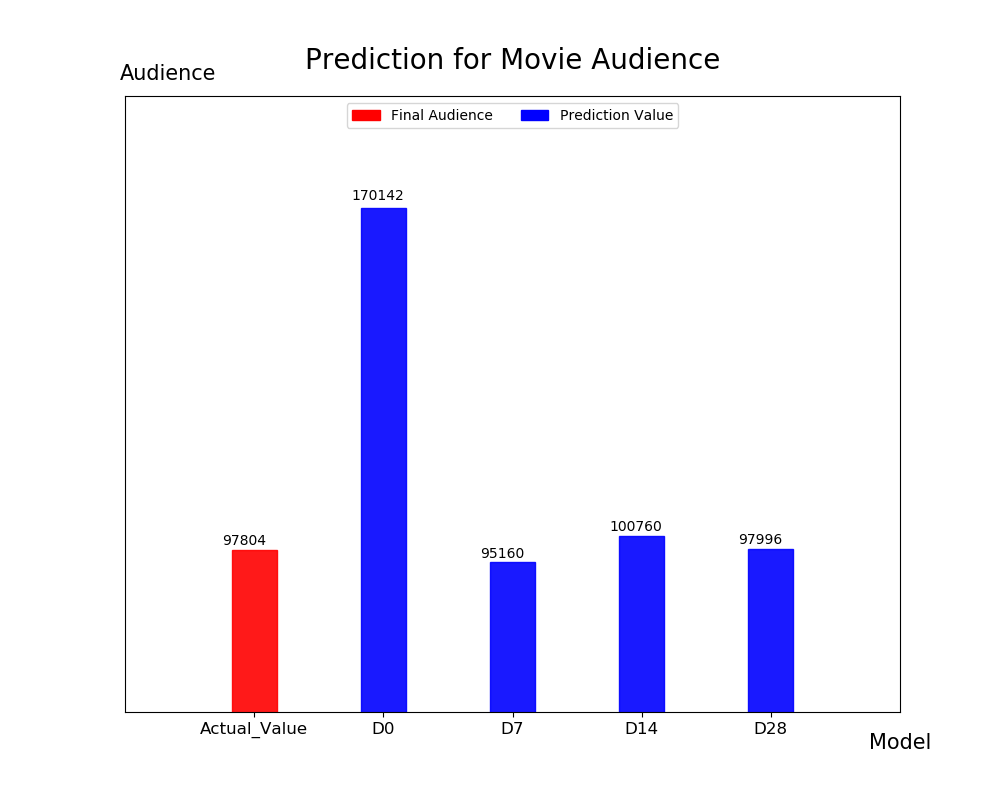 Prediction for Movie Audience
Audience
Final Audience
Prediction Value
170142
97804
95160
100760
97996
Actual_Value
D0
D7
D14
D28
Model